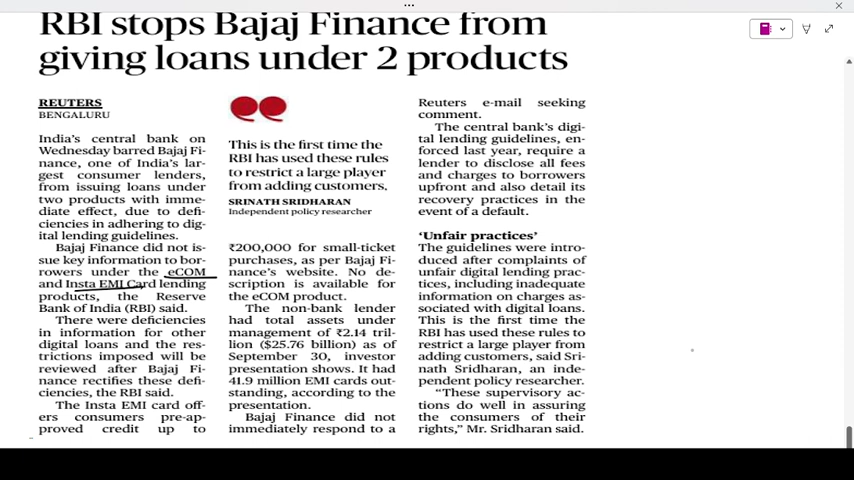 RBI stops Bajaj Finance from
giving loans under 2 products
REUTERS
BENGALURU
India's central bank on
Wednesday barred Bajaj Fi-
nance, one of India's lar-
gest consumer lenders,
from issuing loans under
two products with imme-
diate effect, due to defi-
ciencies in adhering to dig-
ital lending guidelines.
Bajaj Finance did not is-
sue key information to bor-
rowers under the eCOM
and Insta EMI Card lending
products, the Reserve
Bank of India (RBI) said.
There were deficiencies
in information for other
digital loans and the res-
trictions imposed will be
reviewed after Bajaj Fi-
nance rectifies these defi-
ciencies, the RBI said.
The Insta EMI card off-
ers consumers pre-ap-
proved credit up to
This is the first time the
RBI has used these rules
to restrict a large player
from adding customers.
SRINATH SRIDHARAN
Independent policy researcher
₹200,000 for small-ticket
purchases, as per Bajaj Fi-
nance's website. No de-
scription is available for
the eCOM product.
The non-bank lender
had total assets under
management of ₹2.14 tril-
lion ($25.76 billion) as of
September 30, investor
presentation shows. It had
41.9 million EMI cards out-
standing, according to the
presentation.
Bajaj Finance did not
immediately respond to a
Reuters e-mail seeking
comment.
The central bank's digi-
tal lending guidelines, en-
forced last year, require a
lender to disclose all fees
and charges to borrowers
upfront and also detail its
recovery practices in the
event of a default.
'Unfair practices'
The guidelines were intro-
duced after complaints of
unfair digital lending prac-
tices, including inadequate
information on charges as-
sociated with digital loans.
This is the first time the
RBI has used these rules to
restrict a large player from
adding customers, said Sri-
nath Sridharan, an inde-
pendent policy researcher.
"These supervisory ac-
tions do well in assuring
the consumers of their
rights," Mr. Sridharan said.